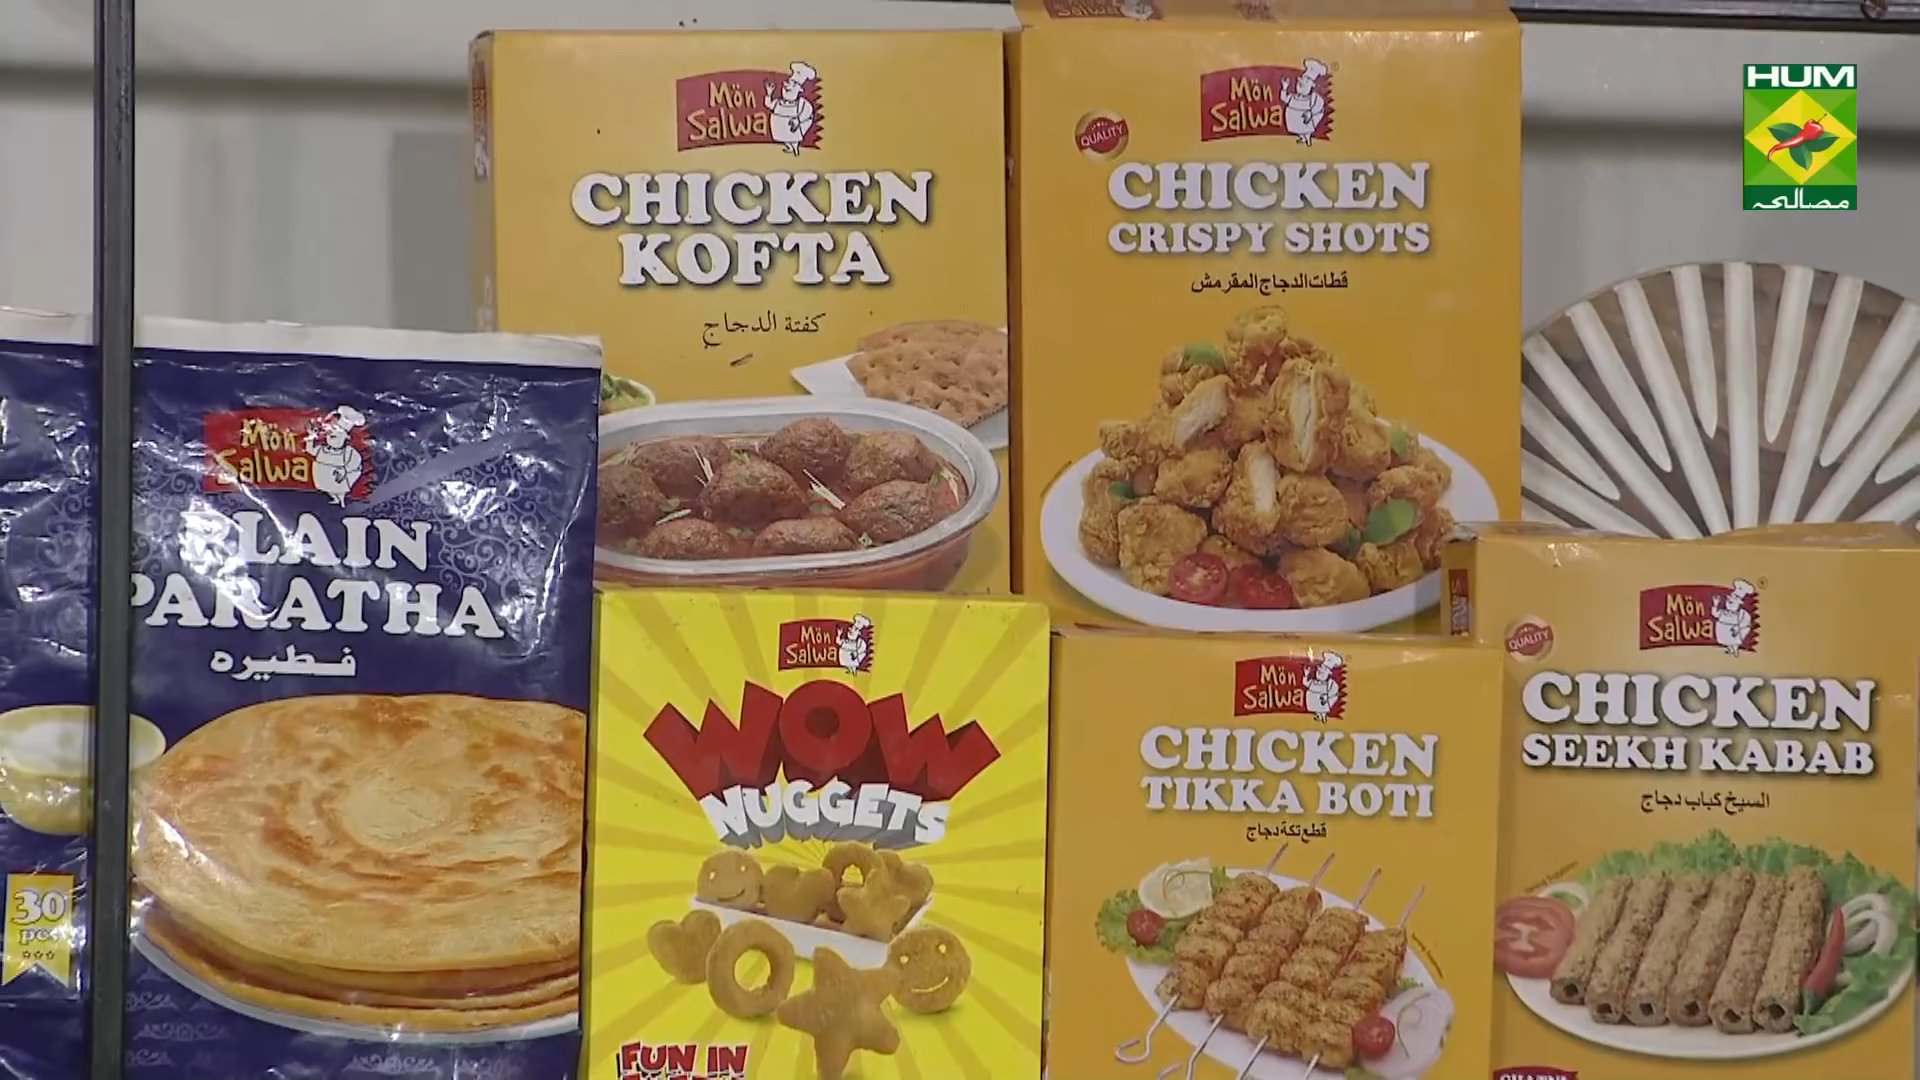 HUM
مصالحہ
Mön
Salwa
CHICKEN
KOFTA
كفتة الدجاج
Mön
Salwa
QUALITY
CHICKEN
CRISPY SHOTS
قطات الدجاج المقرمش
Mön
Salwa
PLAIN
PARATHA
فطيره
30
pc.
Mön
Salwa
WOW
NUGGETS
FUN IN
Mön
Salwa
CHICKEN
TIKKA BOTI
قطع تكة دجاج
QUALITY
Mön
Salwa
CHICKEN
SEEKH KABAB
السيخ كباب دجاج